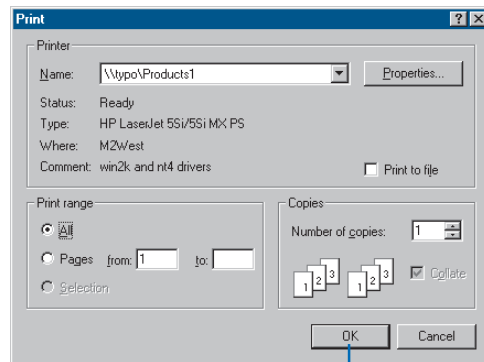 Print
Printer
Name: \\typo\Products1 Properties...
Status: Ready
Type: HP LaserJet 5Si/5Si MX PS
Where: M2West
Comment: win2k and nt4 drivers Print to file
Print range
All
Pages from: 1 to:
Selection
Copies
Number of copies: 1
1 2 3 1 2 3 Collate
OK Cancel